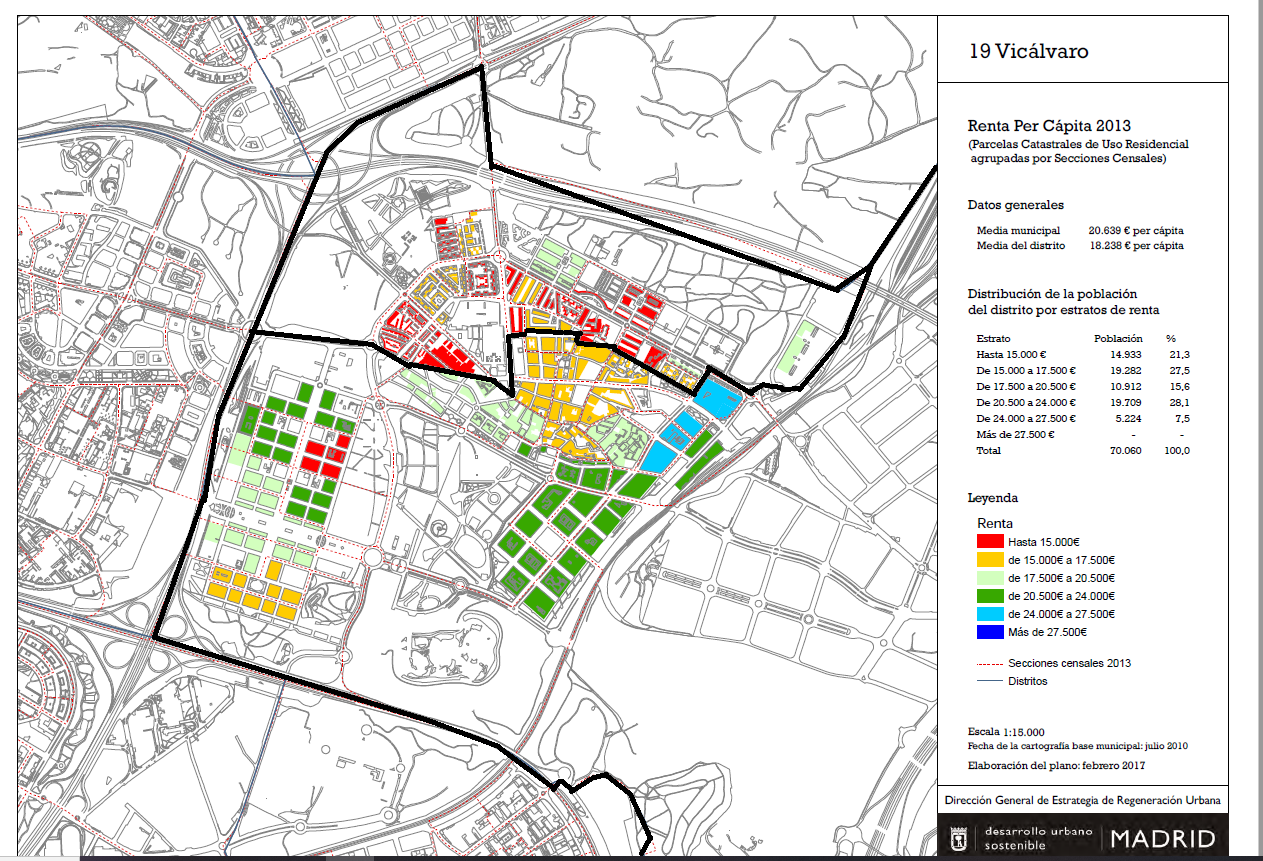 19 Vicálvaro
Renta Per Cápita 2013
(Parcelas Catastrales de Uso Residencial
agrupadas por Secciones Censales)
Datos generales
Media municipal 20.639 € per cápita
Media del distrito 18.238 € per cápita
Distribución de la población
del distrito por estratos de renta
Estrato Población %
Hasta 15.000 € 14.933 21,3
De 15.000 a 17.500 € 19.282 27,5
De 17.500 a 20.500 € 10.912 15,6
De 20.500 a 24.000 € 19.709 28,1
De 24.000 a 27.500 € 5.224 7,5
Más de 27.500 € - -
Total 70.060 100,0
Leyenda
Renta
Hasta 15.000€
de 15.000€ a 17.500€
de 17.500€ a 20.500€
de 20.500€ a 24.000€
de 24.000€ a 27.500€
Más de 27.500€
Secciones censales 2013
Distritos
Escala 1:15.000
Fecha de la cartografía base municipal: julio 2010
Elaboración del plano: febrero 2017
Dirección General de Estrategia de Regeneración Urbana
desarrollo urbano
sostenible
MADRID